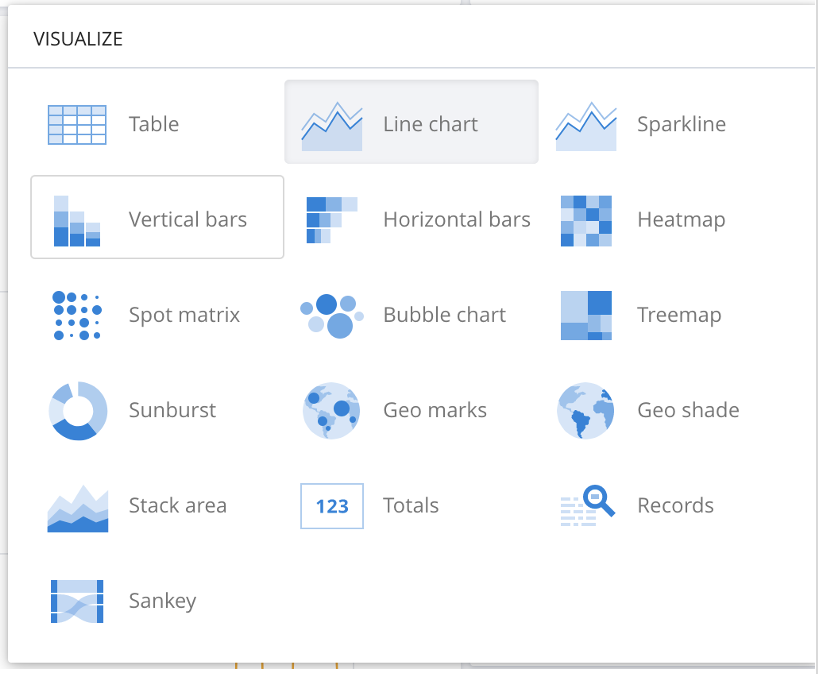 VISUALIZE
Table
Line chart
Sparkline
Vertical bars
Horizontal bars
Heatmap
Spot matrix
Bubble chart
Treemap
Sunburst
Geo marks
Geo shade
Stack area
123
Totals
Records
Sankey